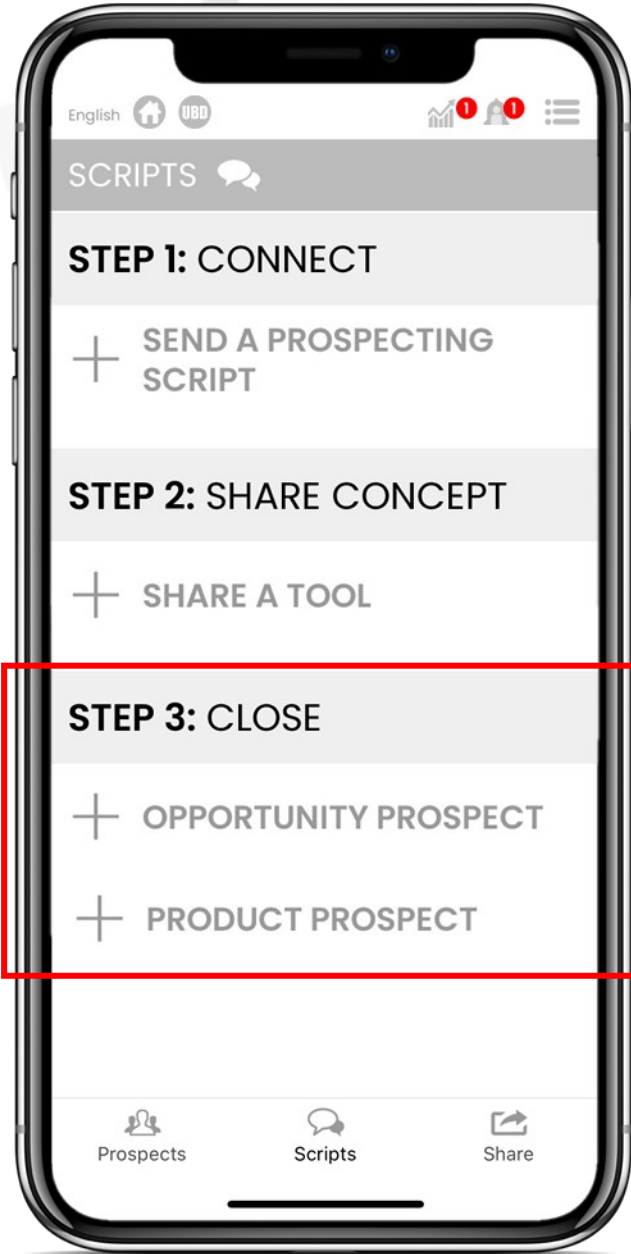 English UBD 1 1
SCRIPTS
STEP 1: CONNECT
SEND A PROSPECTING
SCRIPT
STEP 2: SHARE CONCEPT
SHARE A TOOL
STEP 3: CLOSE
OPPORTUNITY PROSPECT
PRODUCT PROSPECT
Prospects Scripts Share